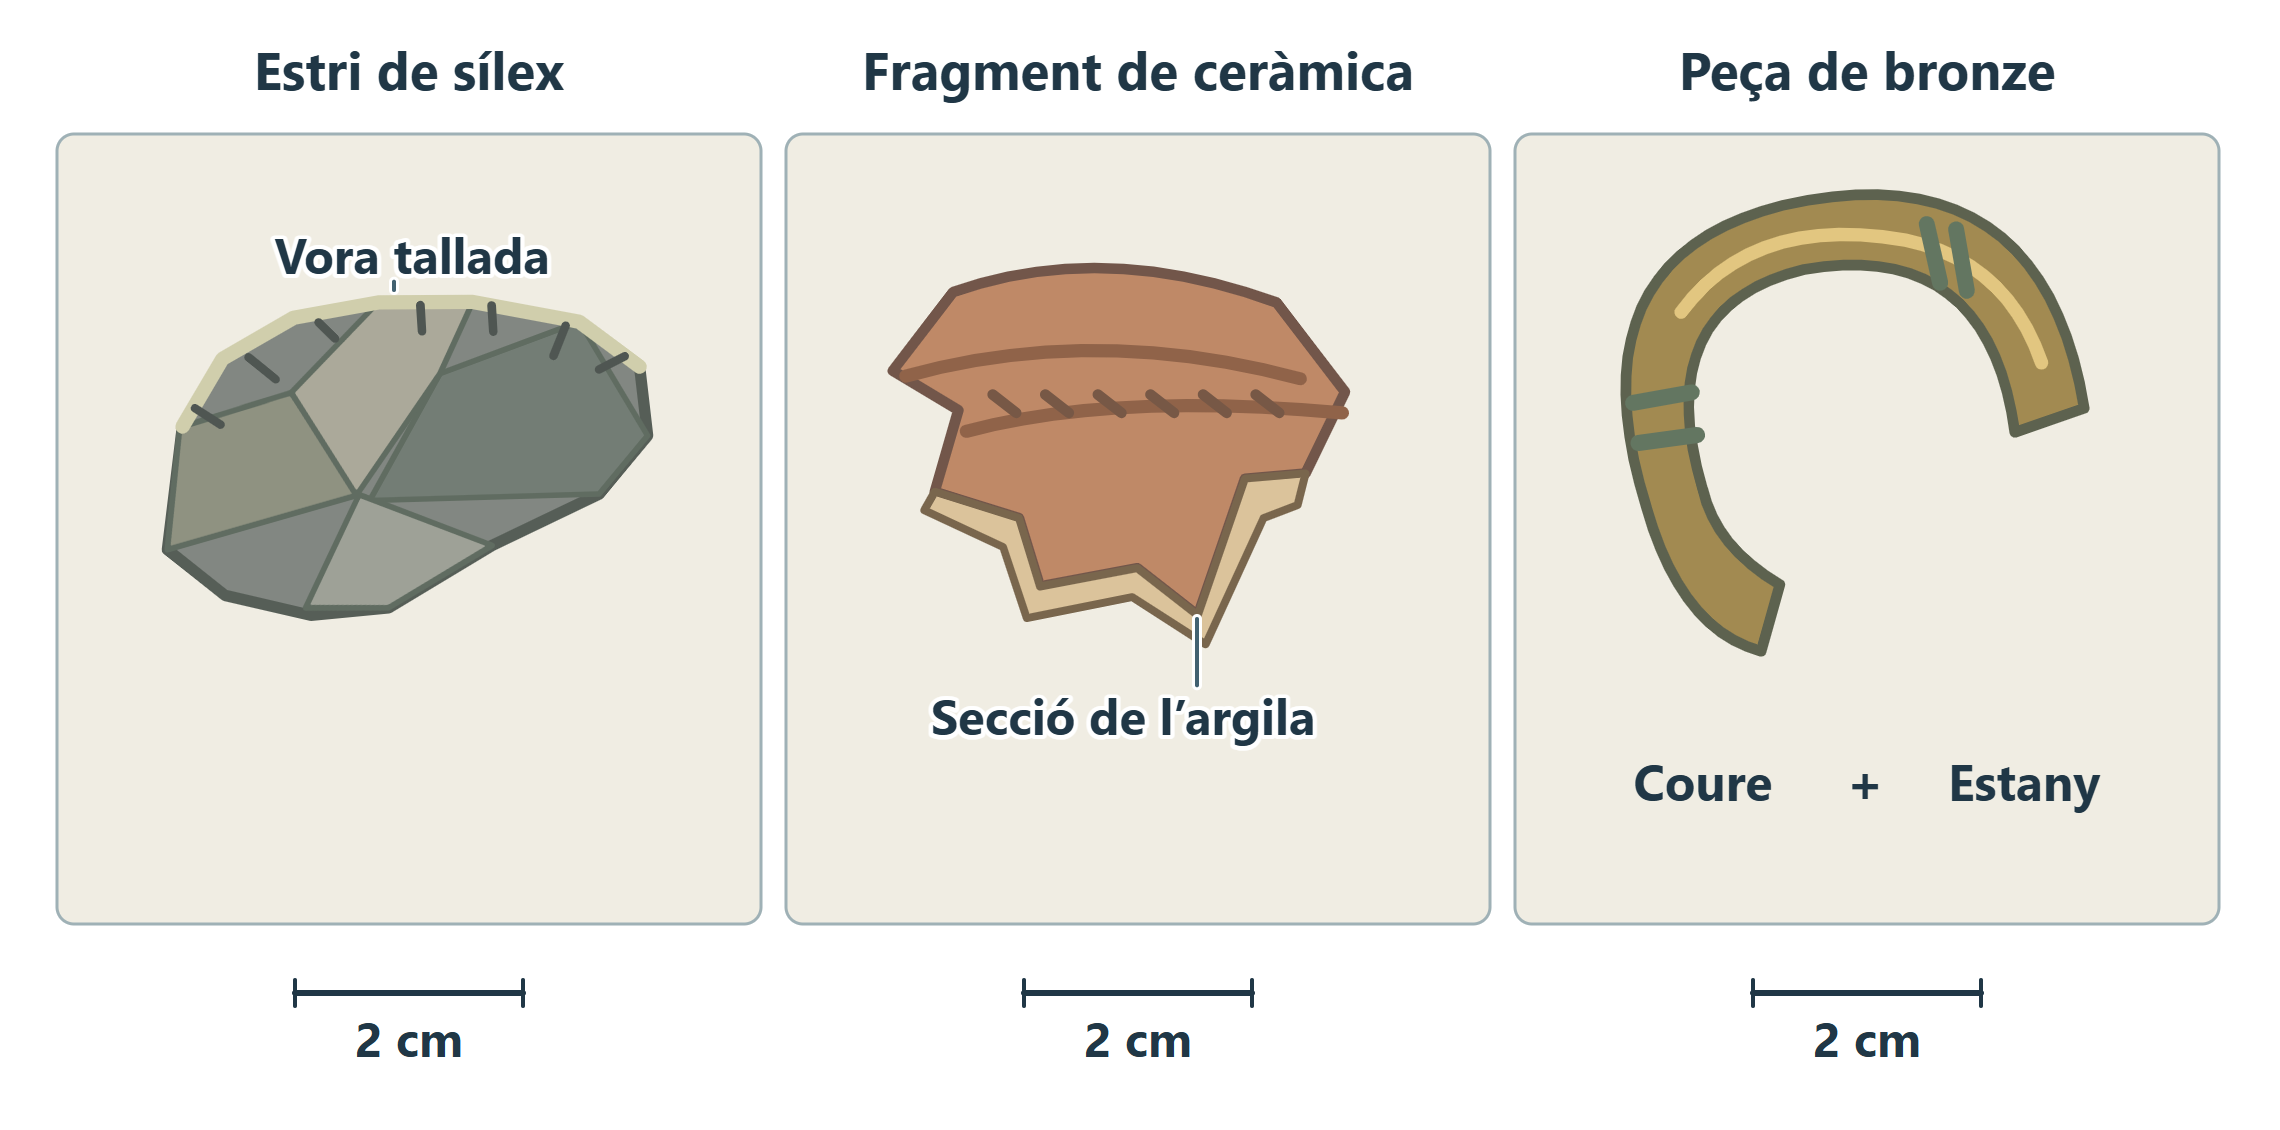 Estri de sílex
Fragment de ceràmica
Peça de bronze
Vora tallada
Secció de l’argila
Coure + Estany
2 cm
2 cm
2 cm